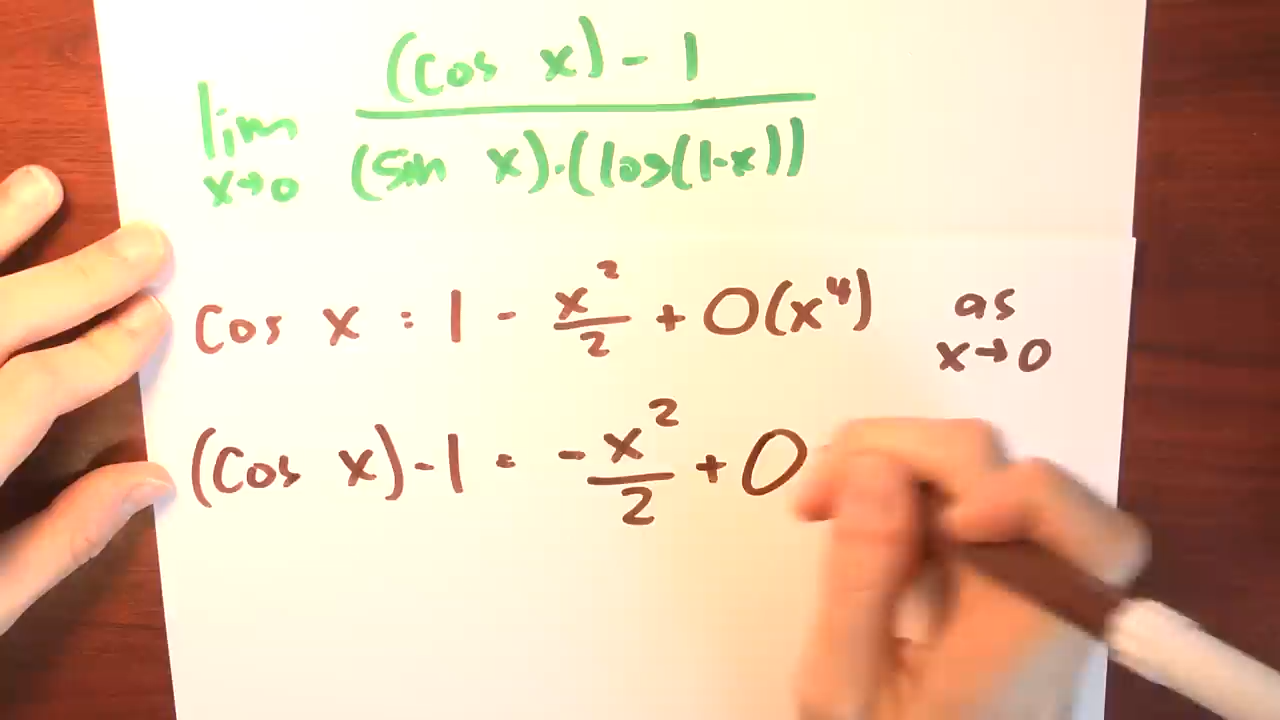 (cos x) - 1
lim
x→0
(sin x)·(log(1-x))
cos x = 1 - x²/2 + O(x⁴) as x→0
(cos x) - 1 = -x²/2 + O